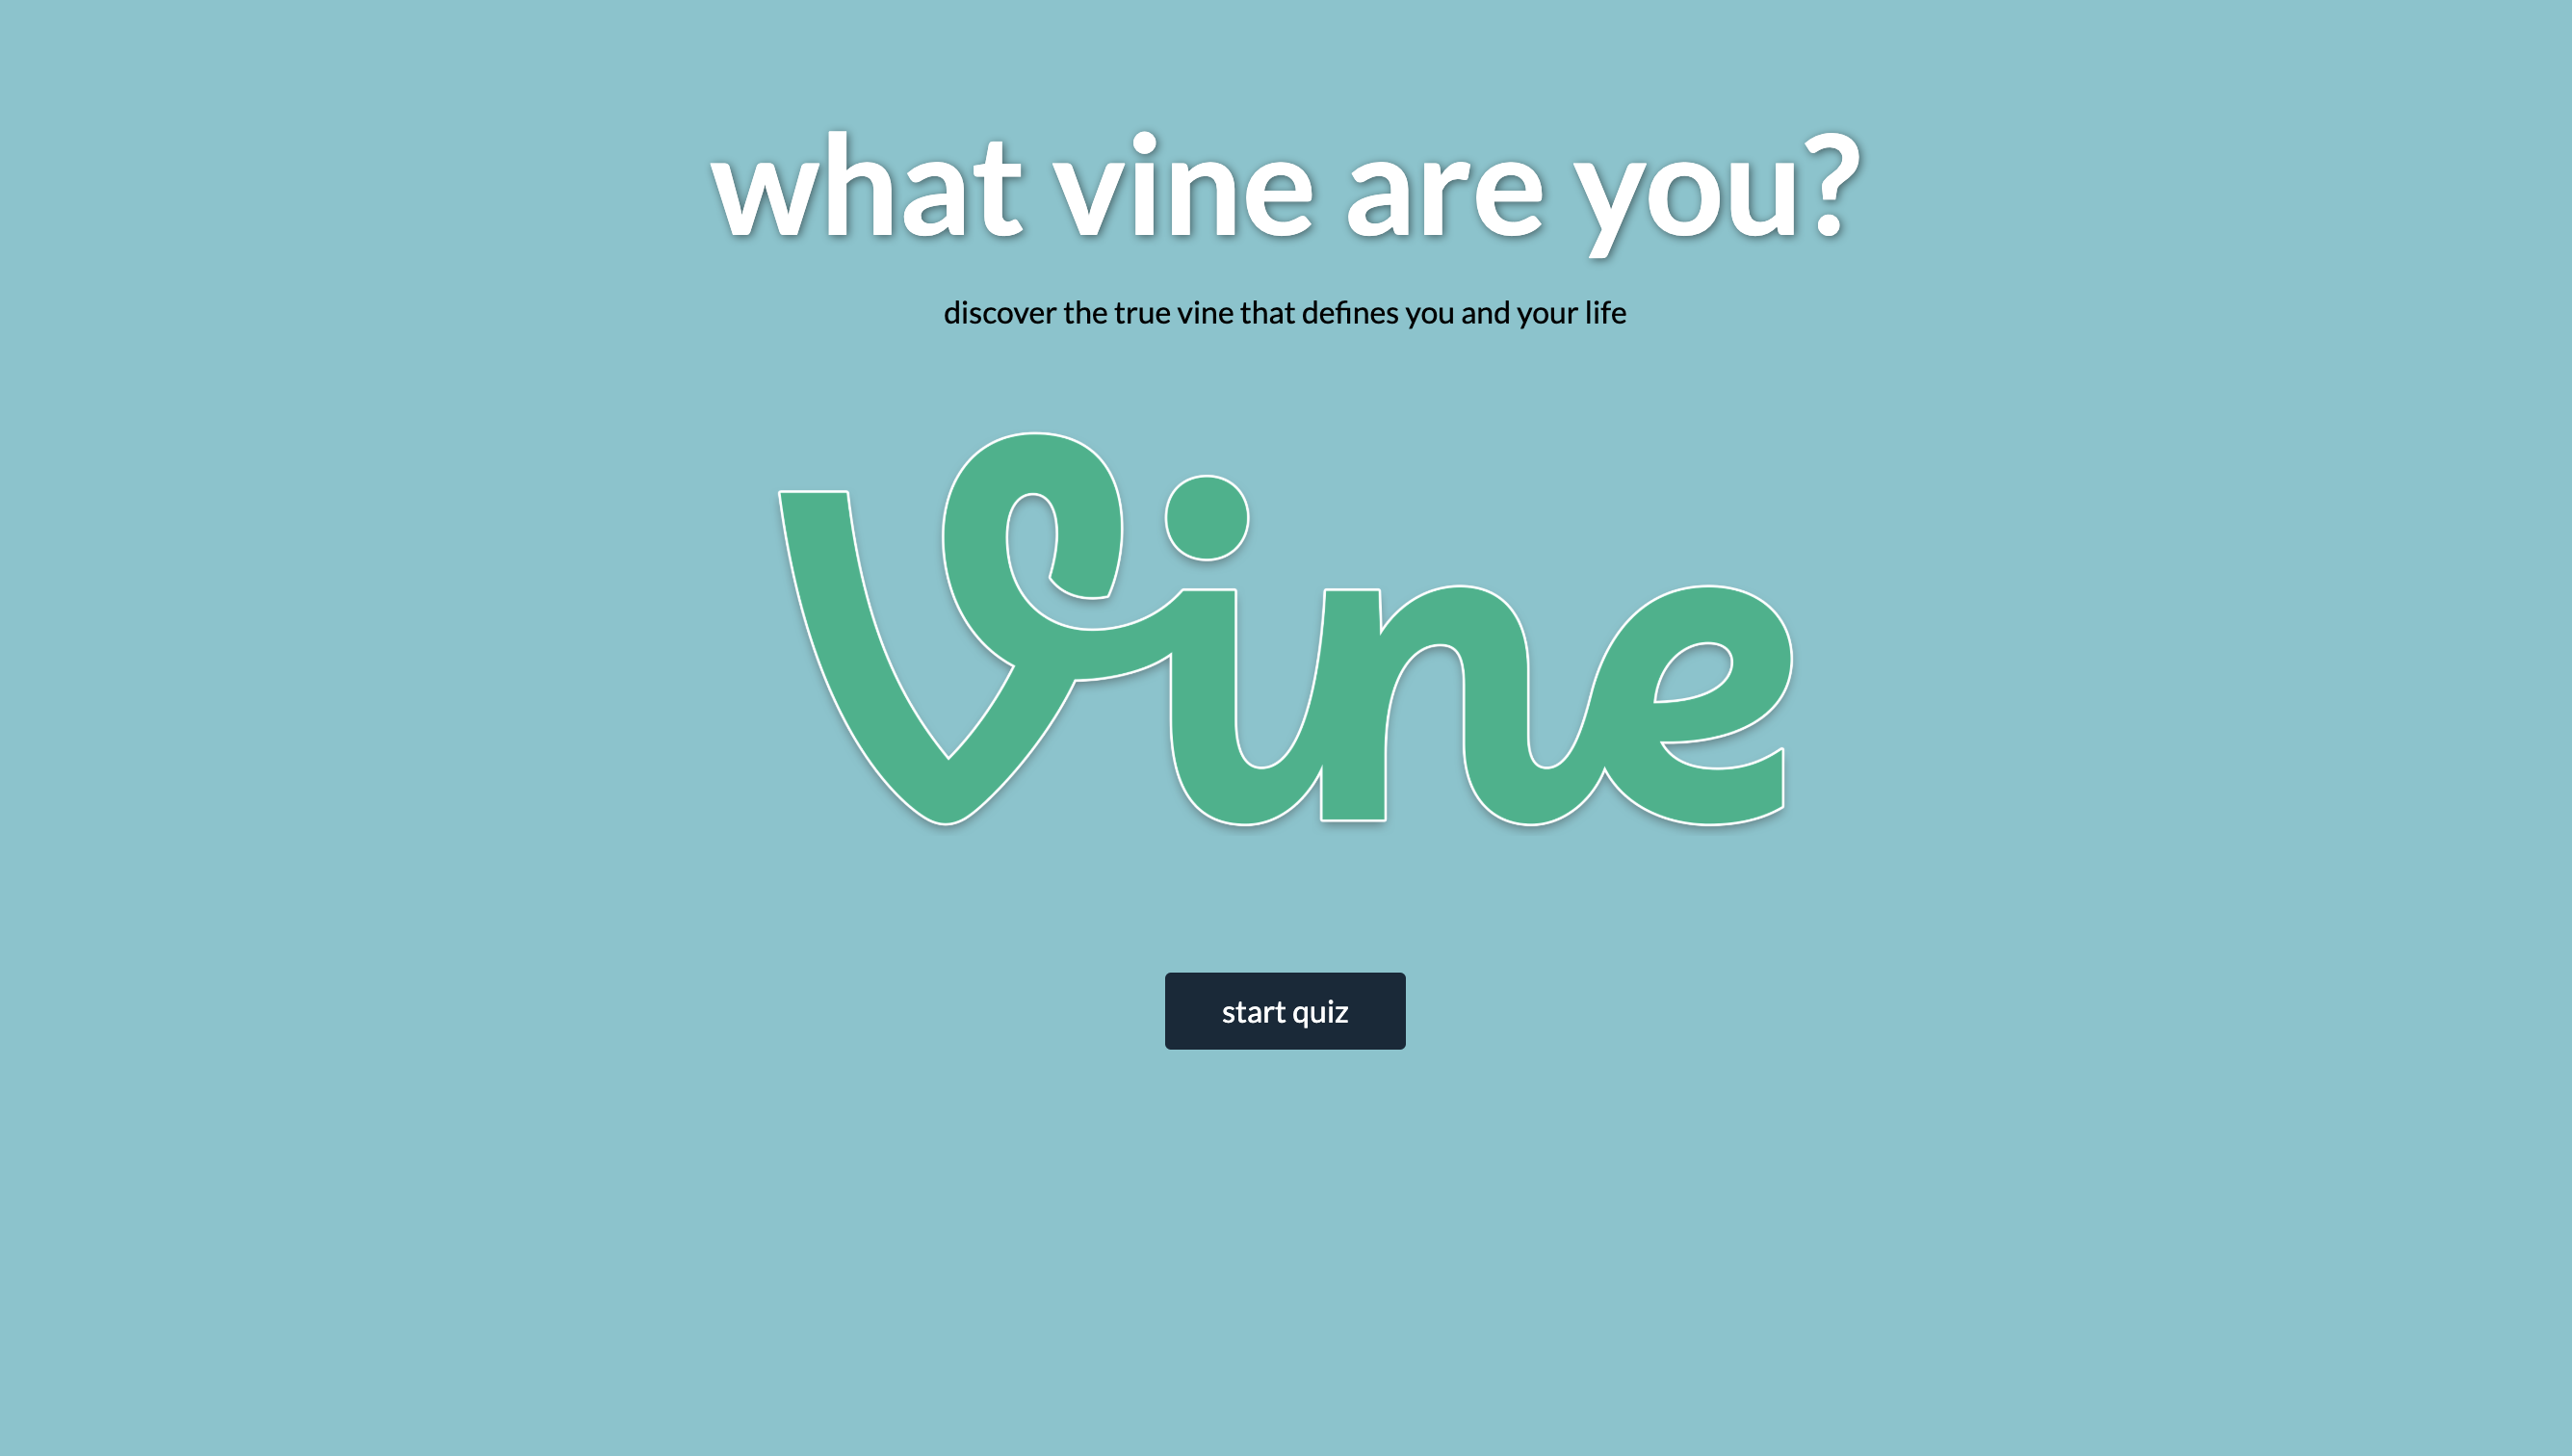 what vine are you?
discover the true vine that defines you and your life
Vine
start quiz